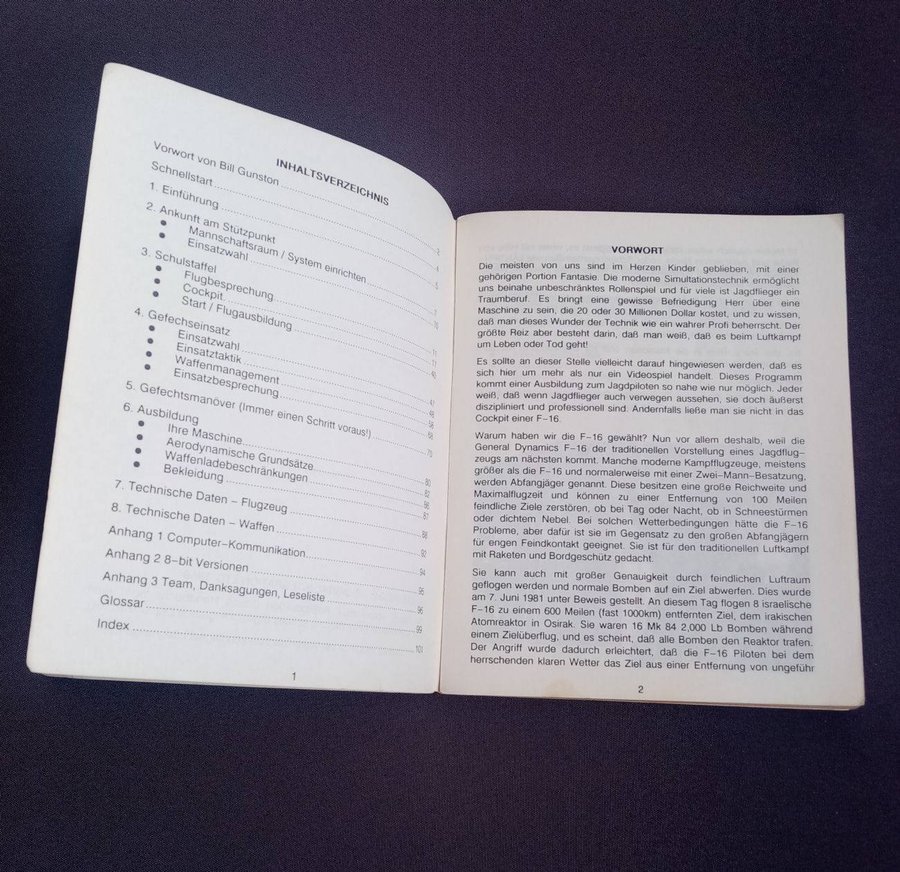 INHALTSVERZEICHNIS
Vorwort von Bill Gunston
Schnellstart
1. Einführung
2. Ankunft am Stützpunkt
Mannschaftsraum / System einrichten
Einsatzwahl
3. Schulstaffel
Flugbesprechung
Cockpit
Start / Flugausbildung
4. Gefechseinsatz
Einsatzwahl
Einsatztaktik
Waffenmanagement
Einsatzbesprechung
5. Gefechtsmanöver (Immer einen Schritt voraus!)
6. Ausbildung
Ihre Maschine
Aerodynamische Grundsätze
Waffenladebeschränkungen
Bekleidung
7. Technische Daten – Flugzeug
8. Technische Daten – Waffen
Anhang 1 Computer–Kommunikation
Anhang 2 8–bit Versionen
Anhang 3 Team, Danksagungen, Leseliste
Glossar
Index
1
VORWORT
Die meisten von uns sind im Herzen Kinder geblieben, mit einer
gehörigen Portion Fantasie. Die moderne Simultationstechnik ermöglicht
uns beinahe unbeschränktes Rollenspiel und für viele ist Jagdflieger ein
Traumberuf. Es bringt eine gewisse Befriedigung Herr über eine
Maschine zu sein, die 20 oder 30 Millionen Dollar kostet, und zu wissen,
daß man dieses Wunder der Technik wie ein wahrer Profi beherrscht. Der
größte Reiz aber besteht darin, daß man weiß, daß es beim Luftkampf
um Leben oder Tod geht!
Es sollte an dieser Stelle vielleicht darauf hingewiesen werden, daß es
sich hier um mehr als nur ein Videospiel handelt. Dieses Programm
kommt einer Ausbildung zum Jagdpiloten so nahe wie nur möglich. Jeder
weiß, daß wenn Jagdflieger auch verwegen aussehen, sie doch äußerst
diszipliniert und professionell sind. Andernfalls ließe man sie nicht in das
Cockpit einer F–16.
Warum haben wir die F–16 gewählt? Nun vor allem deshalb, weil die
General Dynamics F–16 der traditionellen Vorstellung eines Jagdflug–
zeugs am nächsten kommt. Manche moderne Kampfflugzeuge, meistens
größer als die F–16 und normalerweise mit einer Zwei–Mann–Besatzung,
werden Abfangjäger genannt. Diese besitzen eine große Reichweite und
Maximalflugzeit und können zu einer Entfernung von 100 Meilen
feindliche Ziele zerstören, ob bei Tag oder Nacht, ob in Schneestürmen
oder dichtem Nebel. Bei solchen Wetterbedingungen hätte die F–16
Probleme, aber dafür ist sie im Gegensatz zu den großen Abfangjägern
für engen Feindkontakt geeignet. Sie ist für den traditionellen Luftkampf
mit Raketen und Bordgeschütz gedacht.
Sie kann auch mit großer Genauigkeit durch feindlichen Luftraum
geflogen werden und normale Bomben auf ein Ziel abwerfen. Dies wurde
am 7. Juni 1981 unter Beweis gestellt. An diesem Tag flogen 8 israelische
F–16 zu einem 600 Meilen (fast 1000km) entfernten Ziel, dem irakischen
Atomreaktor in Osirak. Sie waren 16 Mk 84 2,000 Lb Bomben während
einem Zielüberflug, und es scheint, daß alle Bomben den Reaktor trafen.
Der Angriff wurde dadurch erleichtert, daß die F–16 Piloten bei dem
herrschenden klaren Wetter das Ziel aus einer Entfernung von ungeführ
2